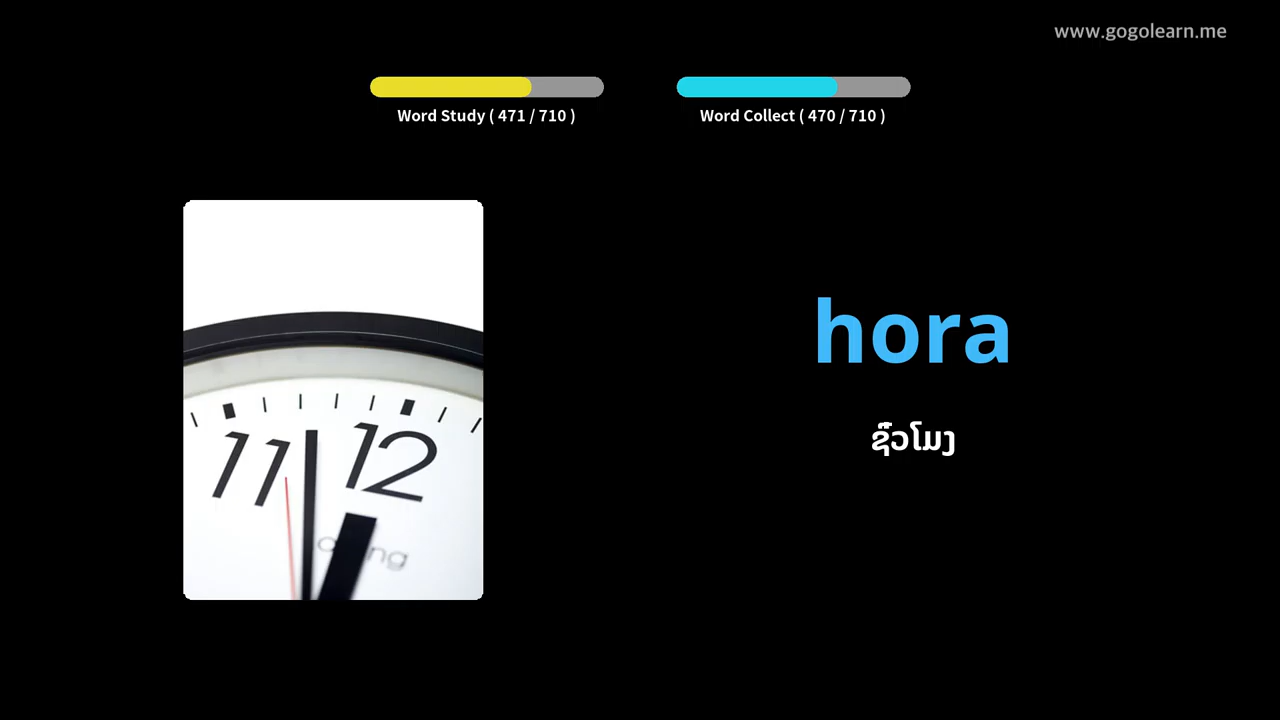 www.gogolearn.me
Word Study ( 471 / 710 )
Word Collect ( 470 / 710 )
11
12
hora
ຊົ່ວໂມງ